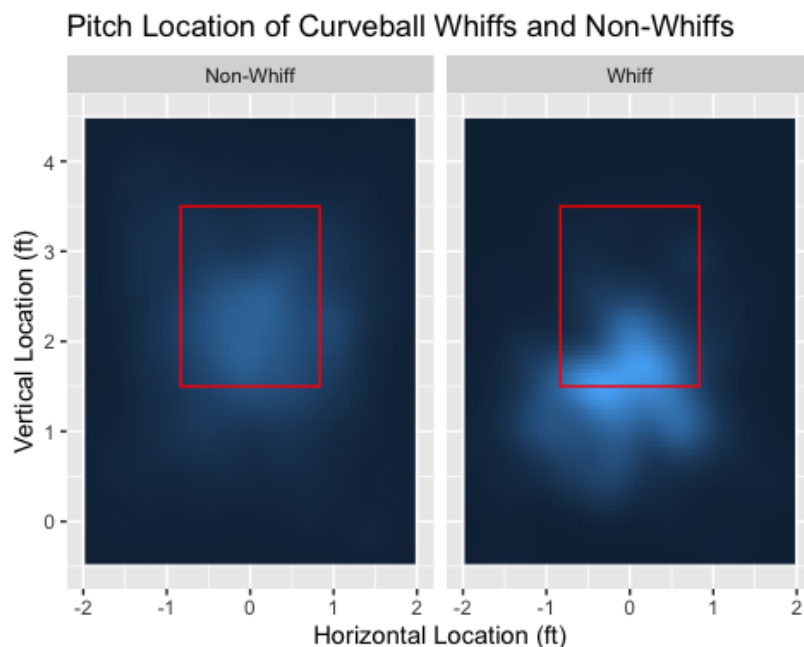 Pitch Location of Curveball Whiffs and Non-Whiffs
Non-Whiff
Whiff
Vertical Location (ft)
4
3
2
1
0
-2 -1 0 1 2
-2 -1 0 1 2
Horizontal Location (ft)